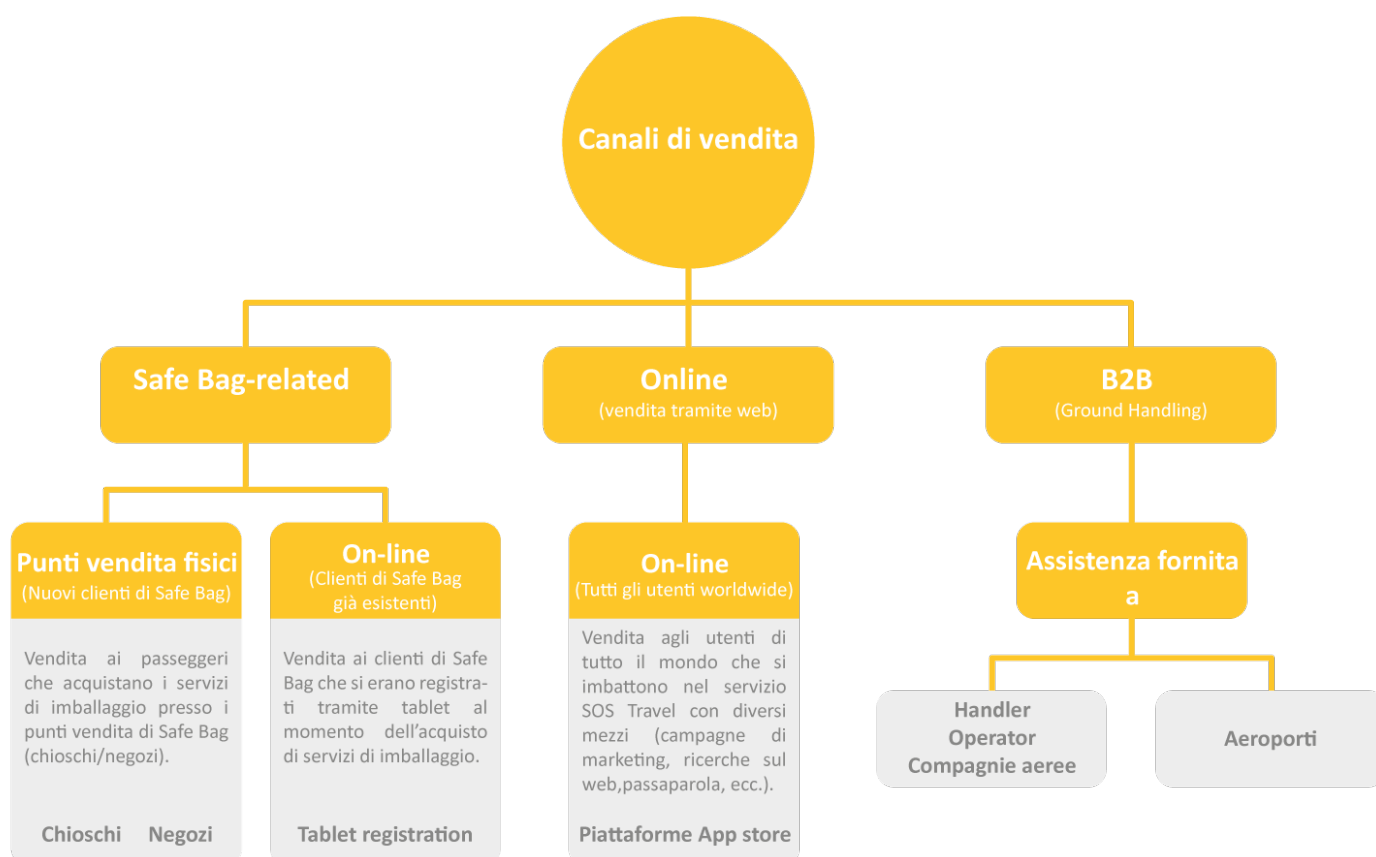 Canali di vendita
Safe Bag-related
Online
(vendita tramite web)
B2B
(Ground Handling)
Punti vendita fisici
(Nuovi clienti di Safe Bag)
Vendita ai passeggeri
che acquistano i servizi
di imballaggio presso i
punti vendita di Safe Bag
(chioschi/negozi).
Chioschi Negozi
On-line
(Clienti di Safe Bag
già esistenti)
Vendita ai clienti di Safe
Bag che si erano registra-
ti tramite tablet al
momento dell’acquisto
di servizi di imballaggio.
Tablet registration
On-line
(Tutti gli utenti worldwide)
Vendita agli utenti di
tutto il mondo che si
imbattono nel servizio
SOS Travel con diversi
mezzi (campagne di
marketing, ricerche sul
web,passaparola, ecc.).
Piattaforme App store
Assistenza fornita
a
Handler
Operator
Compagnie aeree
Aeroporti